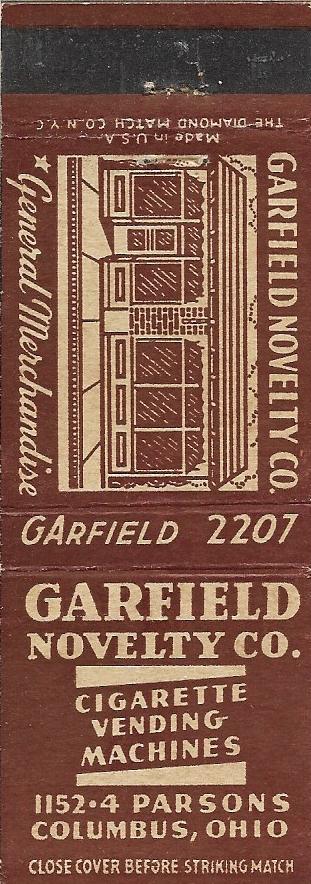 THE DIAMOND MATCH CO. N.Y.C.
Made in U.S.A.
GARFIELD NOVELTY CO.
★ General Merchandise
GARFIELD 2207
GARFIELD
NOVELTY CO.
CIGARETTE
VENDING
MACHINES
1152·4 PARSONS
COLUMBUS, OHIO
CLOSE COVER BEFORE STRIKING MATCH